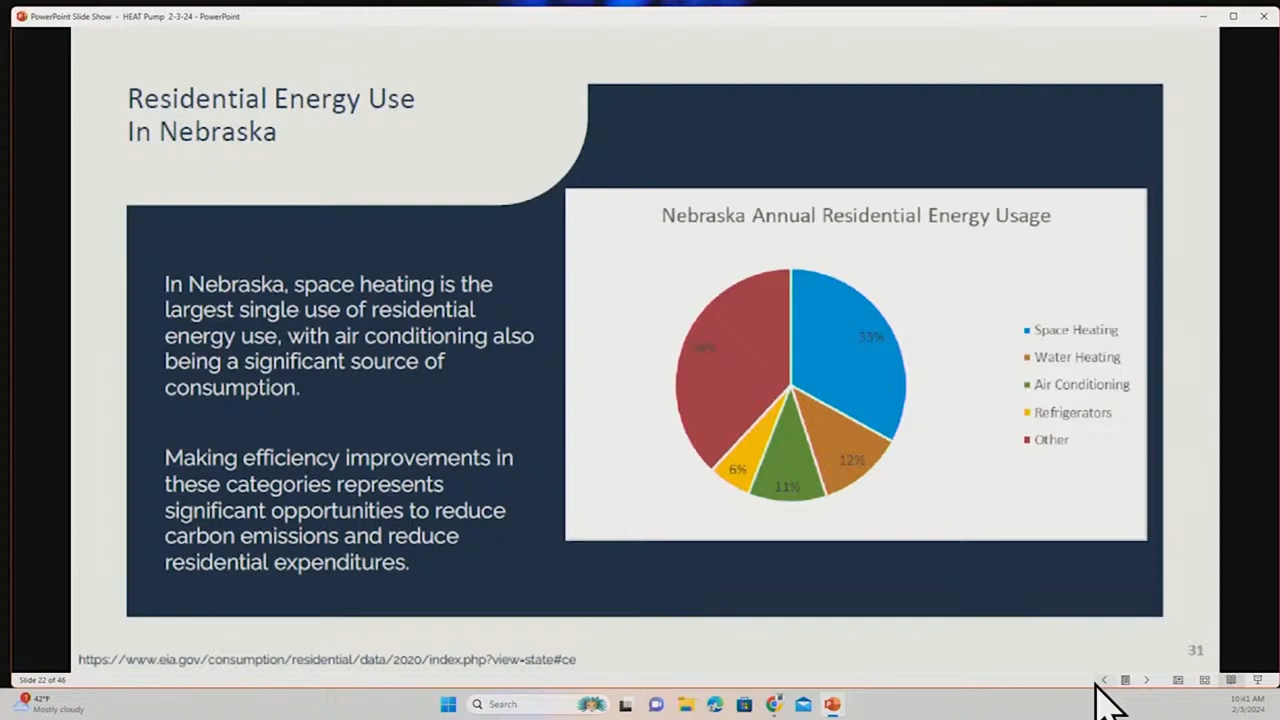 PowerPoint Slide Show - HEAT Pump 2-3-24 - PowerPoint
Residential Energy Use
In Nebraska
In Nebraska, space heating is the
largest single use of residential
energy use, with air conditioning also
being a significant source of
consumption.
Making efficiency improvements in
these categories represents
significant opportunities to reduce
carbon emissions and reduce
residential expenditures.
Nebraska Annual Residential Energy Usage
33%
12%
11%
6%
Space Heating
Water Heating
Air Conditioning
Refrigerators
Other
https://www.eia.gov/consumption/residential/data/2020/index.php?view=state#ce
31
Slide 22 of 46
1
42°F
Mostly cloudy
Search
10:41 AM
2/3/2024